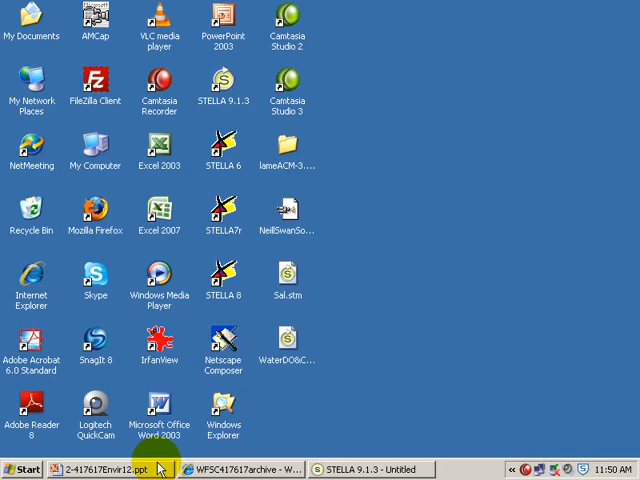 My Documents
AMCap
VLC media
player
PowerPoint
2003
Camtasia
Studio 2
My Network
Places
FileZilla Client
Camtasia
Recorder
STELLA 9.1.3
Camtasia
Studio 3
NetMeeting
My Computer
Excel 2003
STELLA 6
lameACM-3....
Recycle Bin
Mozilla Firefox
Excel 2007
STELLA7r
NeillSwanSo...
Internet
Explorer
Skype
Windows Media
Player
STELLA 8
Sal.stm
Adobe Acrobat
6.0 Standard
SnagIt 8
IrfanView
Netscape
Composer
WaterDO&C...
Adobe Reader
8
Logitech
QuickCam
Microsoft Office
Word 2003
Windows
Explorer
Start
2-417617Envir12.ppt
WFSC417617archive - W...
STELLA 9.1.3 - Untitled
«
11:50 AM